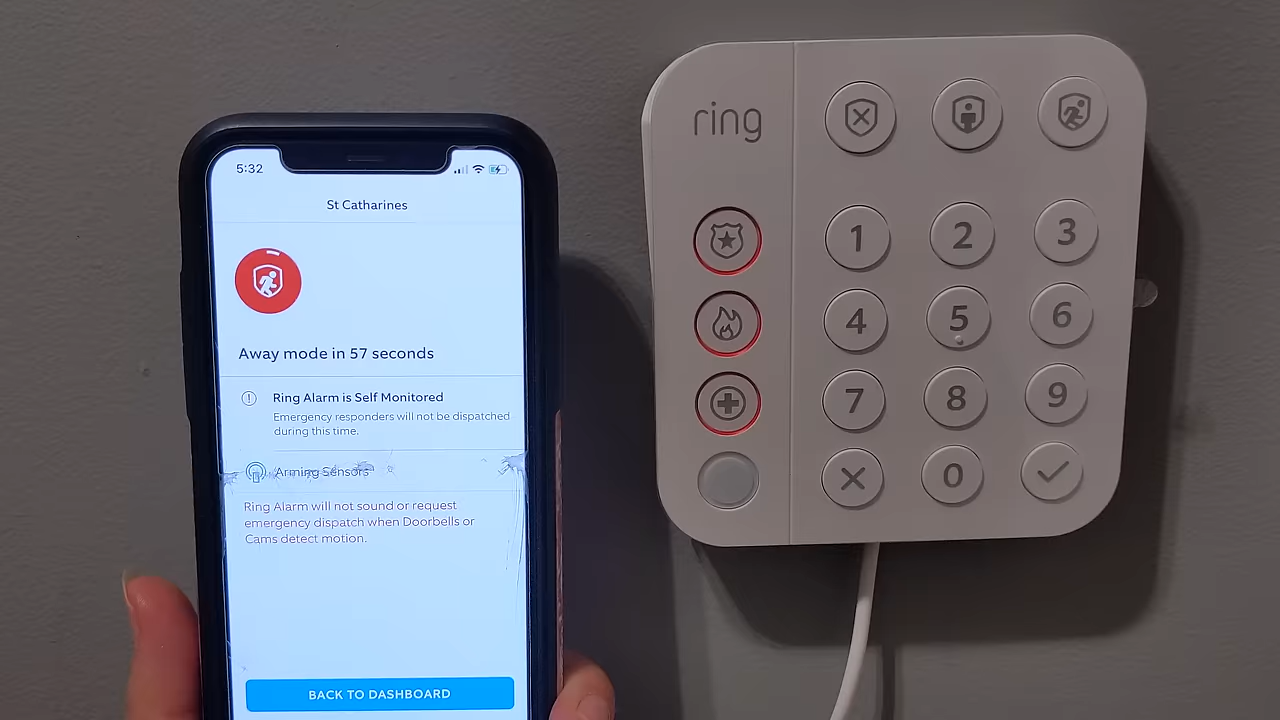 5:32
St Catharines
Away mode in 57 seconds
Ring Alarm is Self Monitored
Emergency responders will not be dispatched
during this time.
Arming Sensors
Ring Alarm will not sound or request
emergency dispatch when Doorbells or
Cams detect motion.
BACK TO DASHBOARD
ring
1 2 3
4 5 6
7 8 9
0